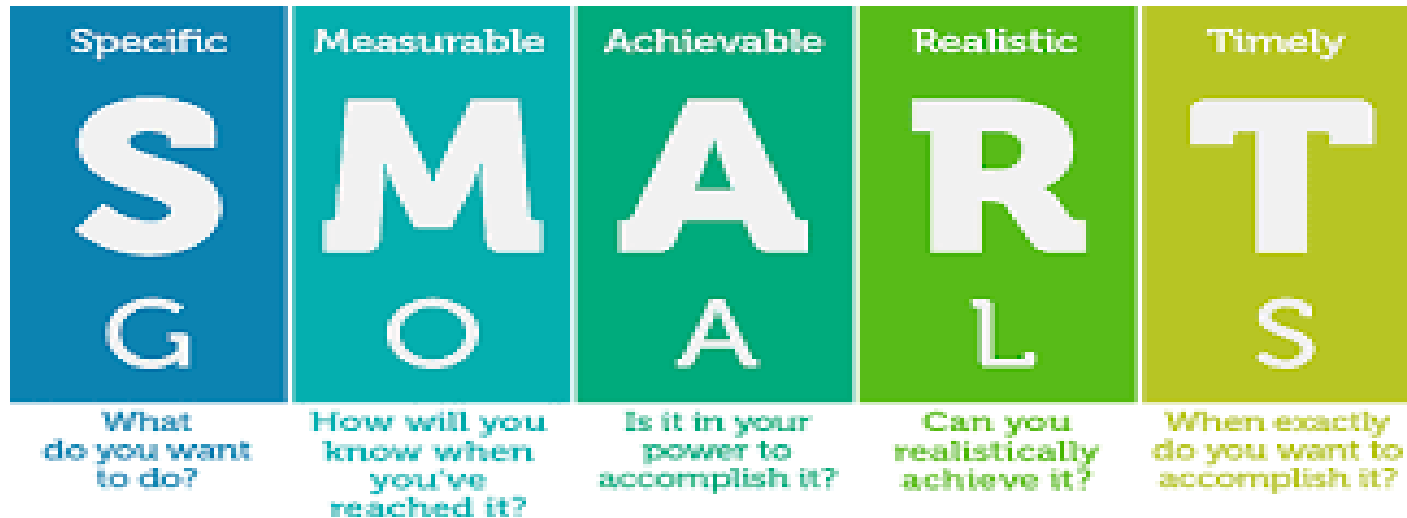 Specific Measurable Achievable Realistic Timely
S M A R T
G O A L S
What
do you want
to do?
How will you
know when
you've
reached it?
Is it in your
power to
accomplish it?
Can you
realistically
achieve it?
When exactly
do you want to
accomplish it?